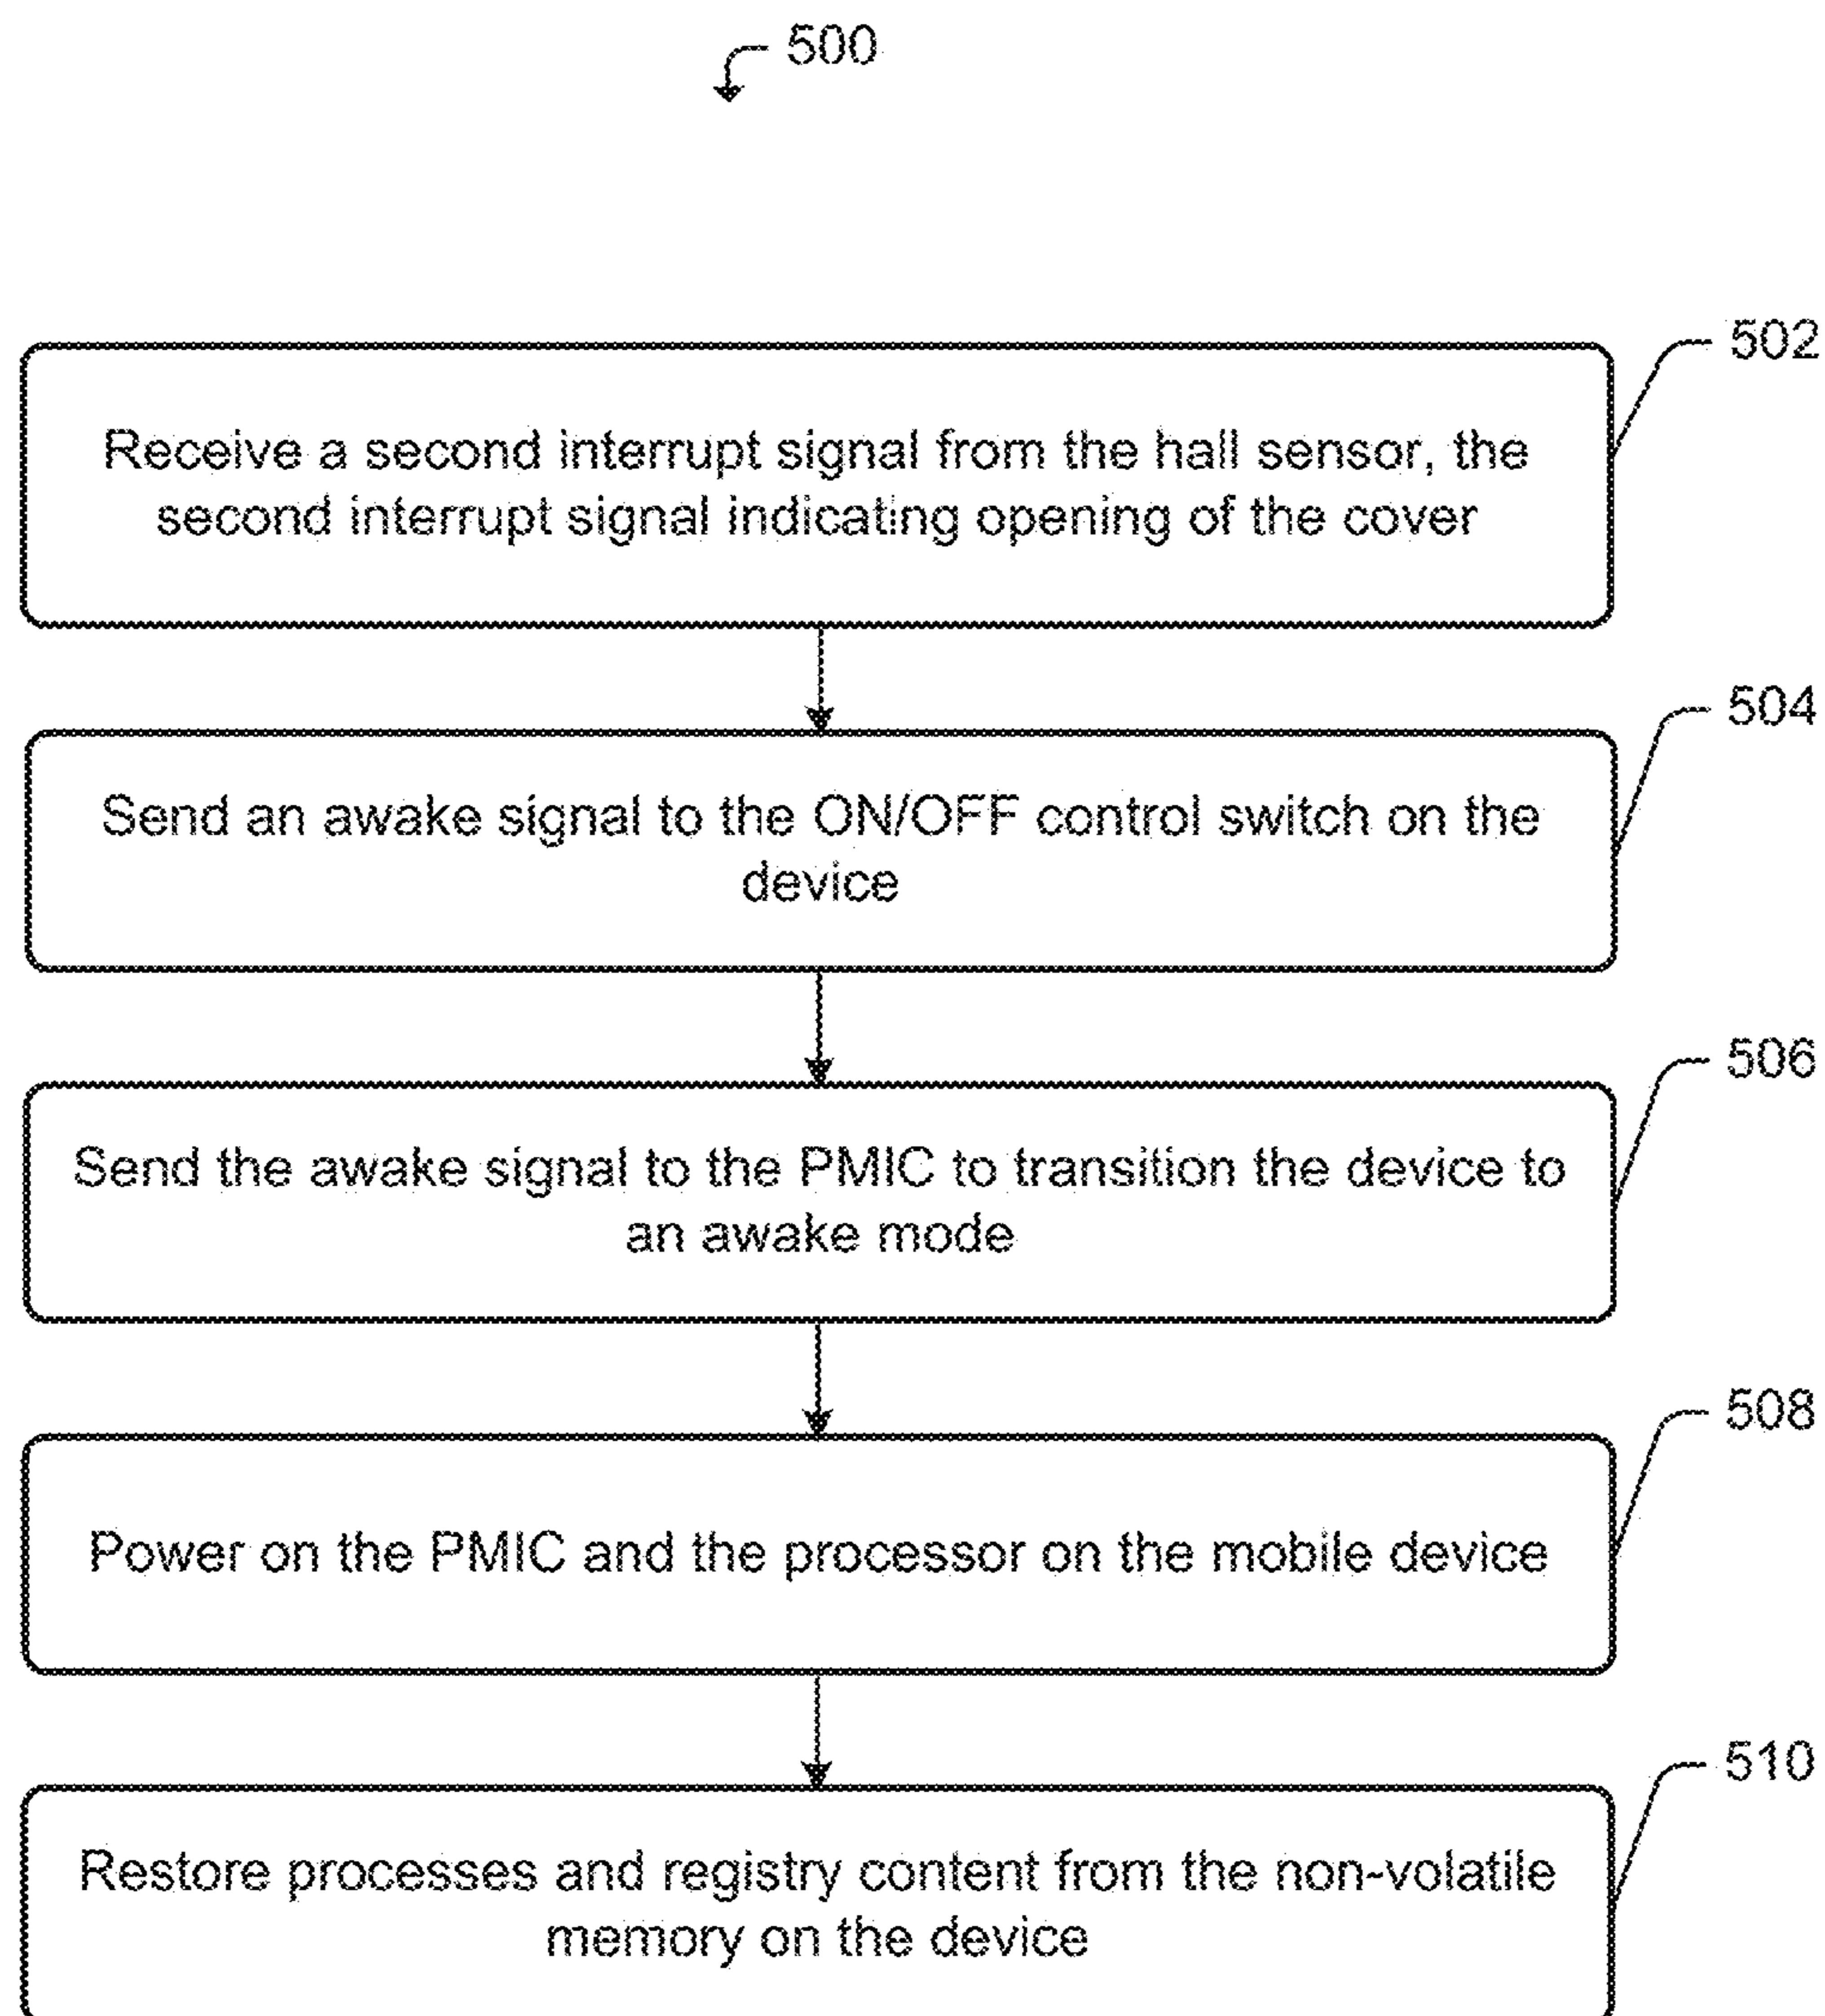 500
502
Receive a second interrupt signal from the hall sensor, the
second interrupt signal indicating opening of the cover
504
Send an awake signal to the ON/OFF control switch on the
device
506
Send the awake signal to the PMIC to transition the device to
an awake mode
508
Power on the PMIC and the processor on the mobile device
510
Restore processes and registry content from the non-volatile
memory on the device